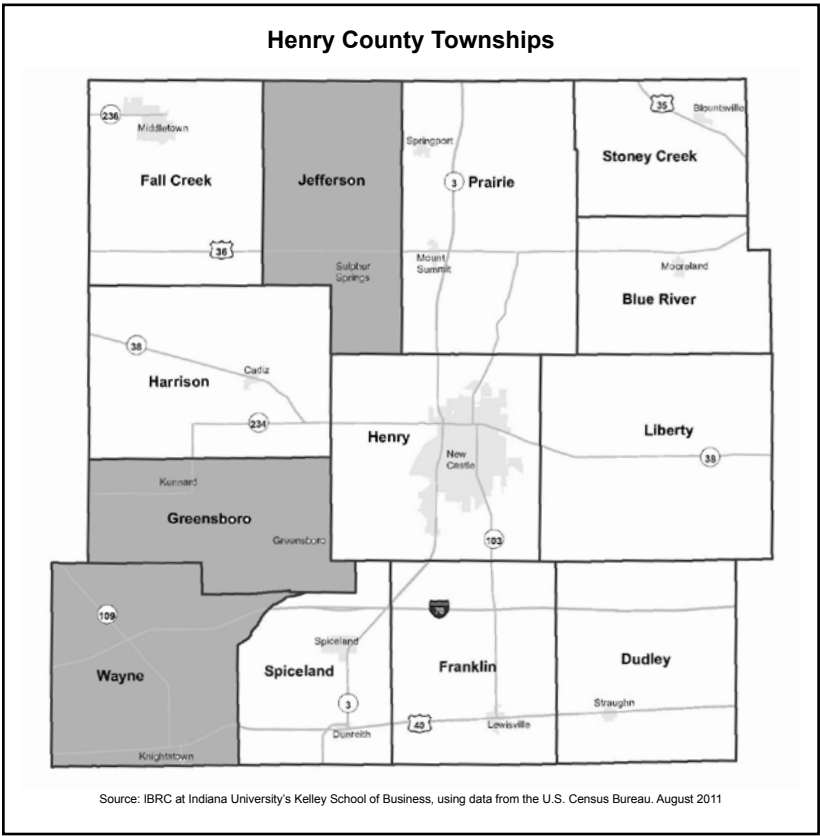 Henry County Townships
236
Middletown
35
Blountsville
Springport
Stoney Creek
Fall Creek
Jefferson
3
Prairie
36
Sulphur
Springs
Mount
Summit
Mooreland
Blue River
38
Cadiz
Harrison
234
Henry
Liberty
New
Castle
38
Kennard
Greensboro
Greensboro
103
109
70
Spiceland
Wayne
Spiceland
Franklin
Dudley
3
40
Straughn
Lewisville
Dunreith
Knightstown
Source: IBRC at Indiana University's Kelley School of Business, using data from the U.S. Census Bureau. August 2011